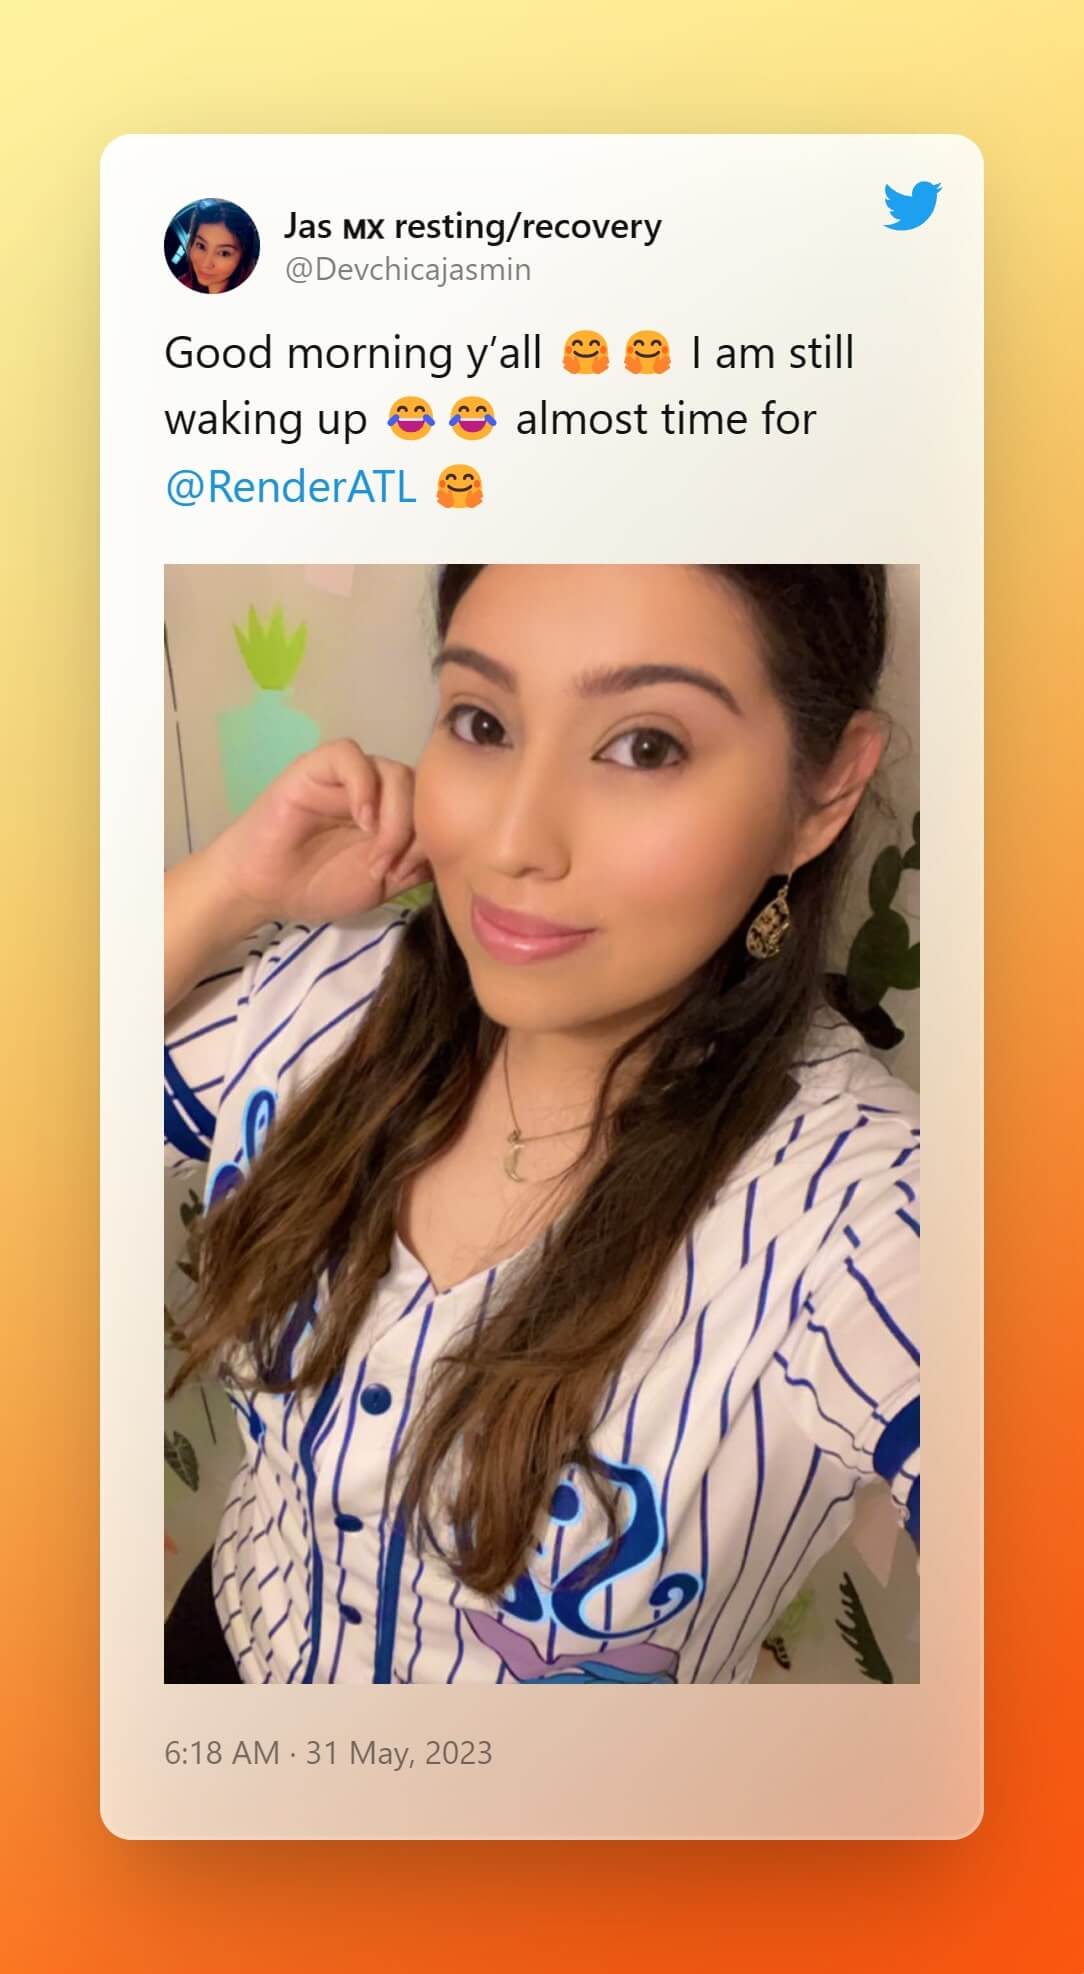 Jas ᴍx resting/recovery
@Devchicajasmin
Good morning y’all 🤗🤗 I am still
waking up 😂😂 almost time for
@RenderATL 🤗
6:18 AM · 31 May, 2023